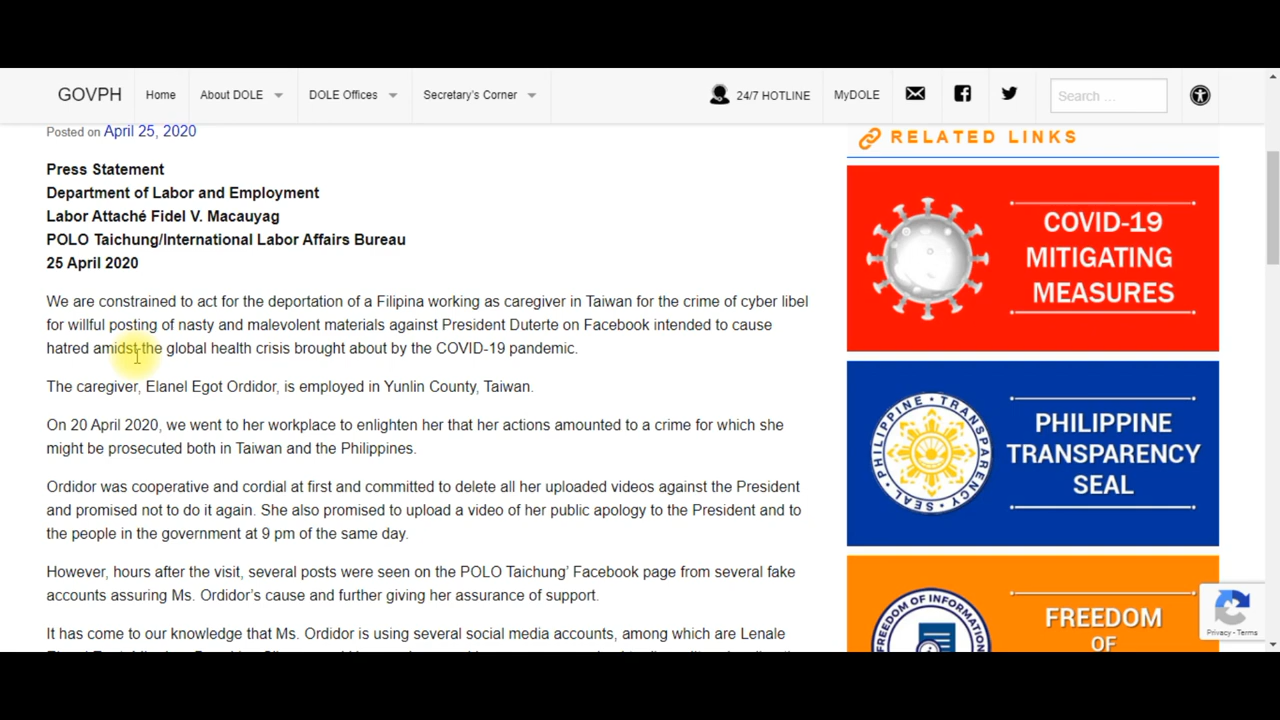 GOVPH
Home
About DOLE
DOLE Offices
Secretary's Corner
24/7 HOTLINE
MyDOLE
Search ...
Posted on April 25, 2020
Press Statement
Department of Labor and Employment
Labor Attaché Fidel V. Macauyag
POLO Taichung/International Labor Affairs Bureau
25 April 2020
We are constrained to act for the deportation of a Filipina working as caregiver in Taiwan for the crime of cyber libel
for willful posting of nasty and malevolent materials against President Duterte on Facebook intended to cause
hatred amidst the global health crisis brought about by the COVID-19 pandemic.
The caregiver, Elanel Egot Ordidor, is employed in Yunlin County, Taiwan.
On 20 April 2020, we went to her workplace to enlighten her that her actions amounted to a crime for which she
might be prosecuted both in Taiwan and the Philippines.
Ordidor was cooperative and cordial at first and committed to delete all her uploaded videos against the President
and promised not to do it again. She also promised to upload a video of her public apology to the President and to
the people in the government at 9 pm of the same day.
However, hours after the visit, several posts were seen on the POLO Taichung' Facebook page from several fake
accounts assuring Ms. Ordidor's cause and further giving her assurance of support.
It has come to our knowledge that Ms. Ordidor is using several social media accounts, among which are Lenale
RELATED LINKS
COVID-19
MITIGATING
MEASURES
PHILIPPINE TRANSPARENCY SEAL
PHILIPPINE
TRANSPARENCY
SEAL
FREEDOM OF INFORMATION
FREEDOM
OF
Privacy - Terms